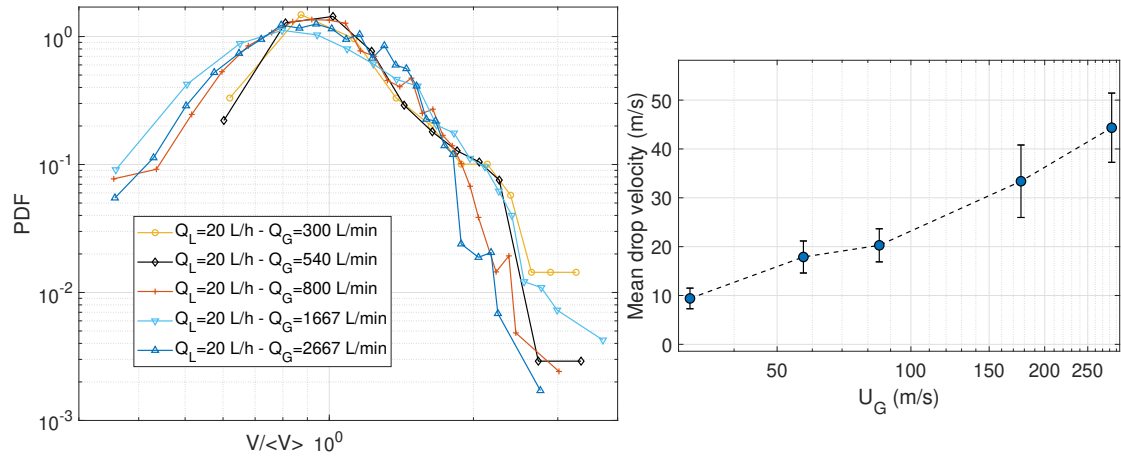 10^0
10^-1
10^-2
10^-3
PDF
Q_L=20 L/h - Q_G=300 L/min
Q_L=20 L/h - Q_G=540 L/min
Q_L=20 L/h - Q_G=800 L/min
Q_L=20 L/h - Q_G=1667 L/min
Q_L=20 L/h - Q_G=2667 L/min
V/<V> 10^0
Mean drop velocity (m/s)
50
40
30
20
10
0
50 100 150 200 250
U_G (m/s)